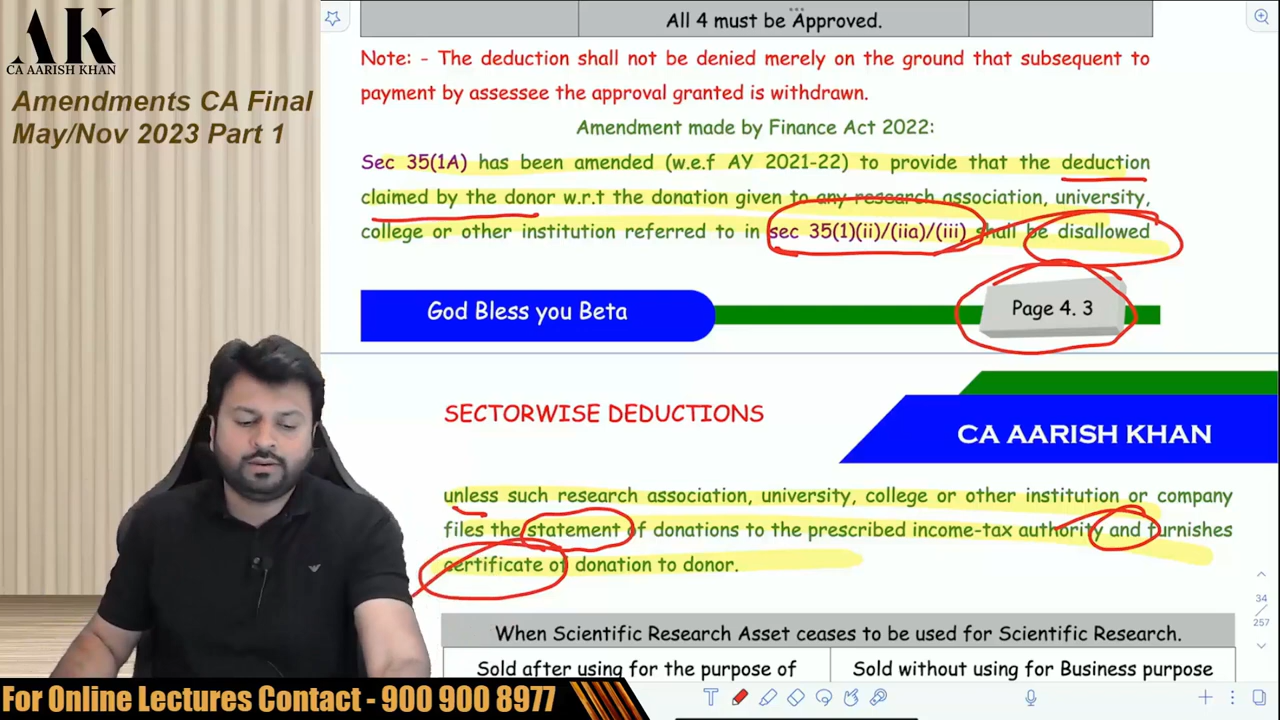 AK
CA AARISH KHAN
Amendments CA Final
May/Nov 2023 Part 1
All 4 must be Approved.
Note: - The deduction shall not be denied merely on the ground that subsequent to
payment by assessee the approval granted is withdrawn.
Amendment made by Finance Act 2022:
Sec 35(1A) has been amended (w.e.f AY 2021-22) to provide that the deduction
claimed by the donor w.r.t the donation given to any research association, university,
college or other institution referred to in sec 35(1)(ii)/(iia)/(iii) shall be disallowed
God Bless you Beta
Page 4. 3
SECTORWISE DEDUCTIONS
CA AARISH KHAN
unless such research association, university, college or other institution or company
files the statement of donations to the prescribed income-tax authority and furnishes
certificate of donation to donor.
34
/
257
When Scientific Research Asset ceases to be used for Scientific Research.
Sold after using for the purpose of
Sold without using for Business purpose
For Online Lectures Contact - 900 900 8977